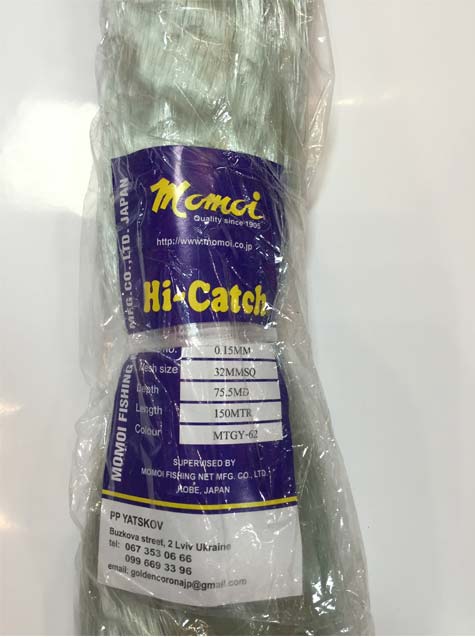 Momoi
Quality since 1905
http://www.momoi.co.jp
Hi-Catch
MOMOI FISHING
MFG.CO.,LTD. JAPAN
no. 0.15MM
Mesh size 32MMSQ
Depth 75.5MD
Length 150MTR
Colour MTGY-62
SUPERVISED BY
MOMOI FISHING NET MFG. CO., LTD
KOBE, JAPAN
PP YATSKOV
Buzkova street, 2 Lviv Ukraine
tel: 067 353 06 66
099 669 33 96
email: goldencoronajp@gmail.com